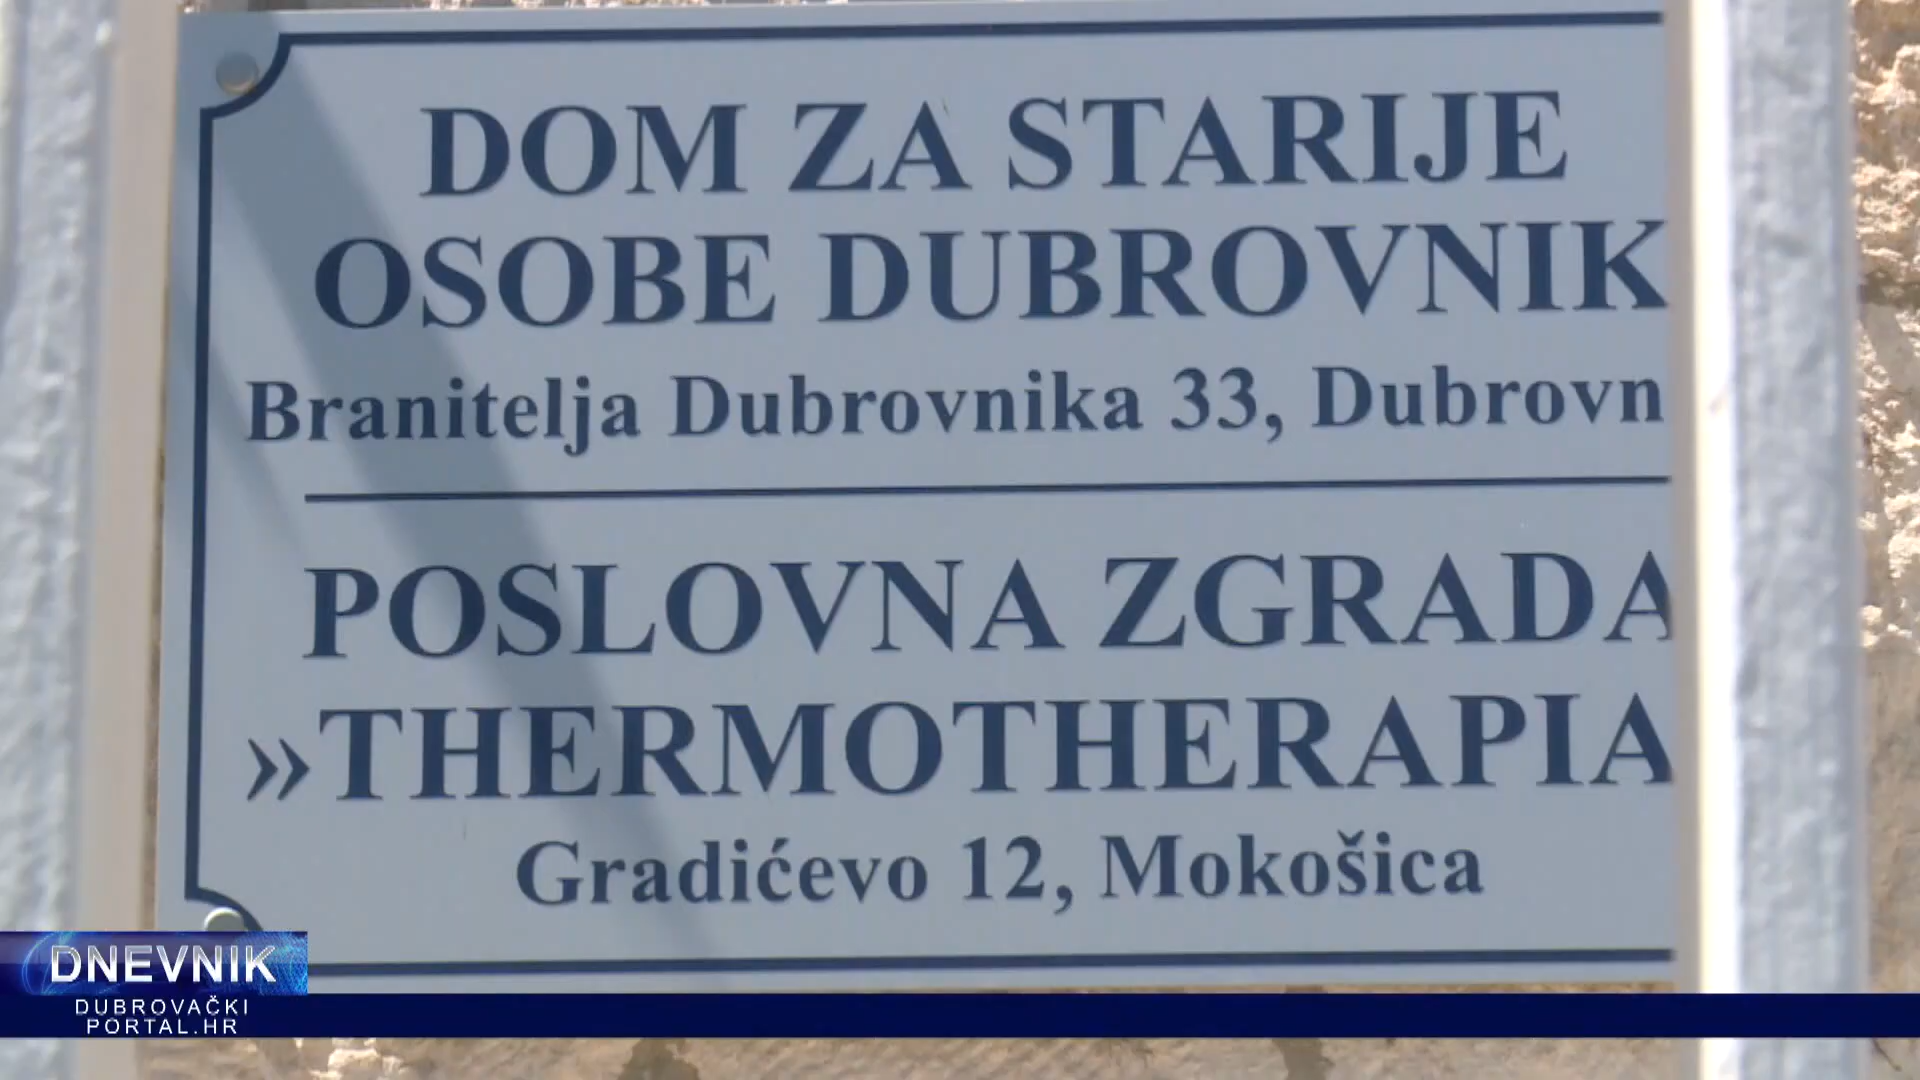 DOM ZA STARIJE
OSOBE DUBROVNIK
Branitelja Dubrovnika 33, Dubrovn
POSLOVNA ZGRADA
»THERMOTHERAPIA
Gradićevo 12, Mokošica
DNEVNIK
DUBROVAČKI
PORTAL.HR